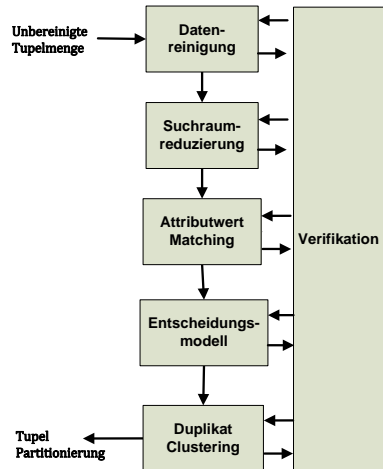 Unbereinigte
Tupelmenge
Daten-
reinigung
Suchraum-
reduzierung
Attributwert
Matching
Verifikation
Entscheidungs-
modell
Duplikat
Clustering
Tupel
Partitionierung